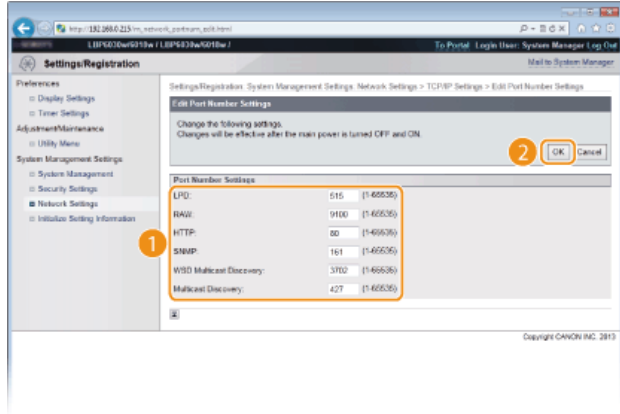 http://192.168.0.215/m_network_portnum_edit.html
LBP6030w/6018w / LBP6033w/6018w /
To Portal Login User: System Manager Log Out
Settings/Registration
Mail to System Manager
Preferences
Display Settings
Timer Settings
Adjustment/Maintenance
Utility Menu
System Management Settings
System Management
Security Settings
Network Settings
Initialize Setting Information
Settings/Registration: System Management Settings: Network Settings > TCP/IP Settings > Edit Port Number Settings
Edit Port Number Settings
Change the following settings.
Changes will be effective after the main power is turned OFF and ON.
2
OK Cancel
Port Number Settings
1
LPD: 515 (1-65535)
RAW: 9100 (1-65535)
HTTP: 80 (1-65535)
SNMP: 161 (1-65535)
WSD Multicast Discovery: 3702 (1-65535)
Multicast Discovery: 427 (1-65535)
Copyright CANON INC. 2013